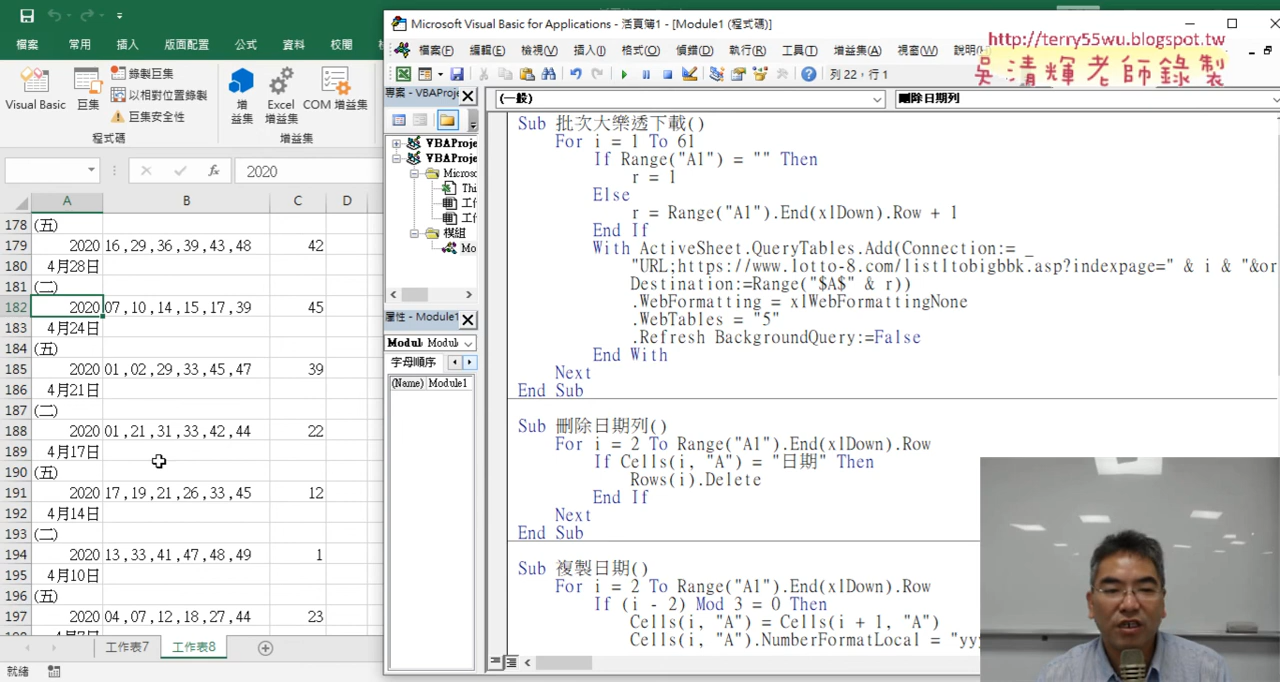 檔案 常用 插入 版面配置 公式 資料 校閱
Visual Basic 巨集 錄製巨集 以相對位置錄製 巨集安全性
程式碼
增益集 Excel 增益集 COM 增益集
增益集
2020
A B C D
178 (五)
179 2020 16,29,36,39,43,48 42
180 4月28日
181 (二)
182 2020 07,10,14,15,17,39 45
183 4月24日
184 (五)
185 2020 01,02,29,33,45,47 39
186 4月21日
187 (二)
188 2020 01,21,31,33,42,44 22
189 4月17日
190 (五)
191 2020 17,19,21,26,33,45 12
192 4月14日
193 (二)
194 2020 13,33,41,47,48,49 1
195 4月10日
196 (五)
197 2020 04,07,12,18,27,44 23
工作表7 工作表8
就緒
Microsoft Visual Basic for Applications - 活頁簿1 - [Module1 (程式碼)]
檔案(F) 編輯(E) 檢視(V) 插入(I) 格式(O) 偵錯(D) 執行(R) 工具(T) 增益集(A) 視窗(W) 說明
列 22，行 1
http://terry55wu.blogspot.tw
吳清輝老師錄製
專案 - VBAProje
VBAProje
VBAProje
Microso
Thi
工
工
模組
Mo
屬性 - Module1
Modul Modul
字母順序
(Name) Module1
(一般) 刪除日期列
Sub 批次大樂透下載()
For i = 1 To 61
If Range("A1") = "" Then
r = 1
Else
r = Range("A1").End(xlDown).Row + 1
End If
With ActiveSheet.QueryTables.Add(Connection:= _
"URL;https://www.lotto-8.com/listltobigbbk.asp?indexpage=" & i & "&or
Destination:=Range("$A$" & r))
.WebFormatting = xlWebFormattingNone
.WebTables = "5"
.Refresh BackgroundQuery:=False
End With
Next
End Sub
Sub 刪除日期列()
For i = 2 To Range("A1").End(xlDown).Row
If Cells(i, "A") = "日期" Then
Rows(i).Delete
End If
Next
End Sub
Sub 複製日期()
For i = 2 To Range("A1").End(xlDown).Row
If (i - 2) Mod 3 = 0 Then
Cells(i, "A") = Cells(i + 1, "A")
Cells(i, "A").NumberFormatLocal = "yy